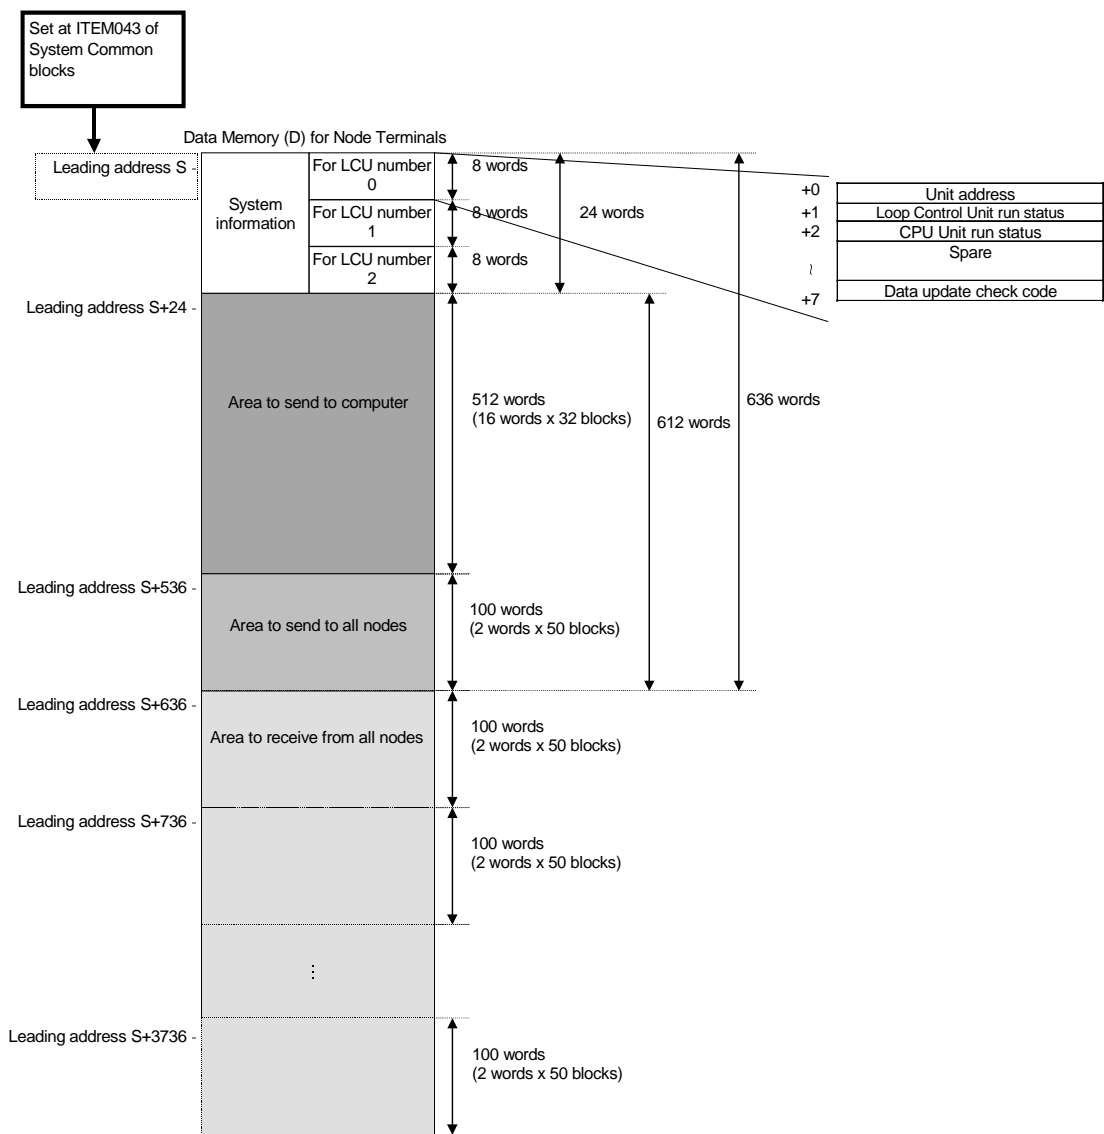 Set at ITEM043 of
System Common
blocks
Data Memory (D) for Node Terminals
Leading address S
System
information
For LCU number
0
8 words
For LCU number
1
8 words
For LCU number
2
8 words
24 words
636 words
+0
Unit address
+1
Loop Control Unit run status
+2
CPU Unit run status
Spare
~
+7
Data update check code
Leading address S+24
Area to send to computer
512 words
(16 words x 32 blocks)
612 words
Leading address S+536
Area to send to all nodes
100 words
(2 words x 50 blocks)
Leading address S+636
Area to receive from all nodes
100 words
(2 words x 50 blocks)
Leading address S+736
100 words
(2 words x 50 blocks)
⋮
Leading address S+3736
100 words
(2 words x 50 blocks)